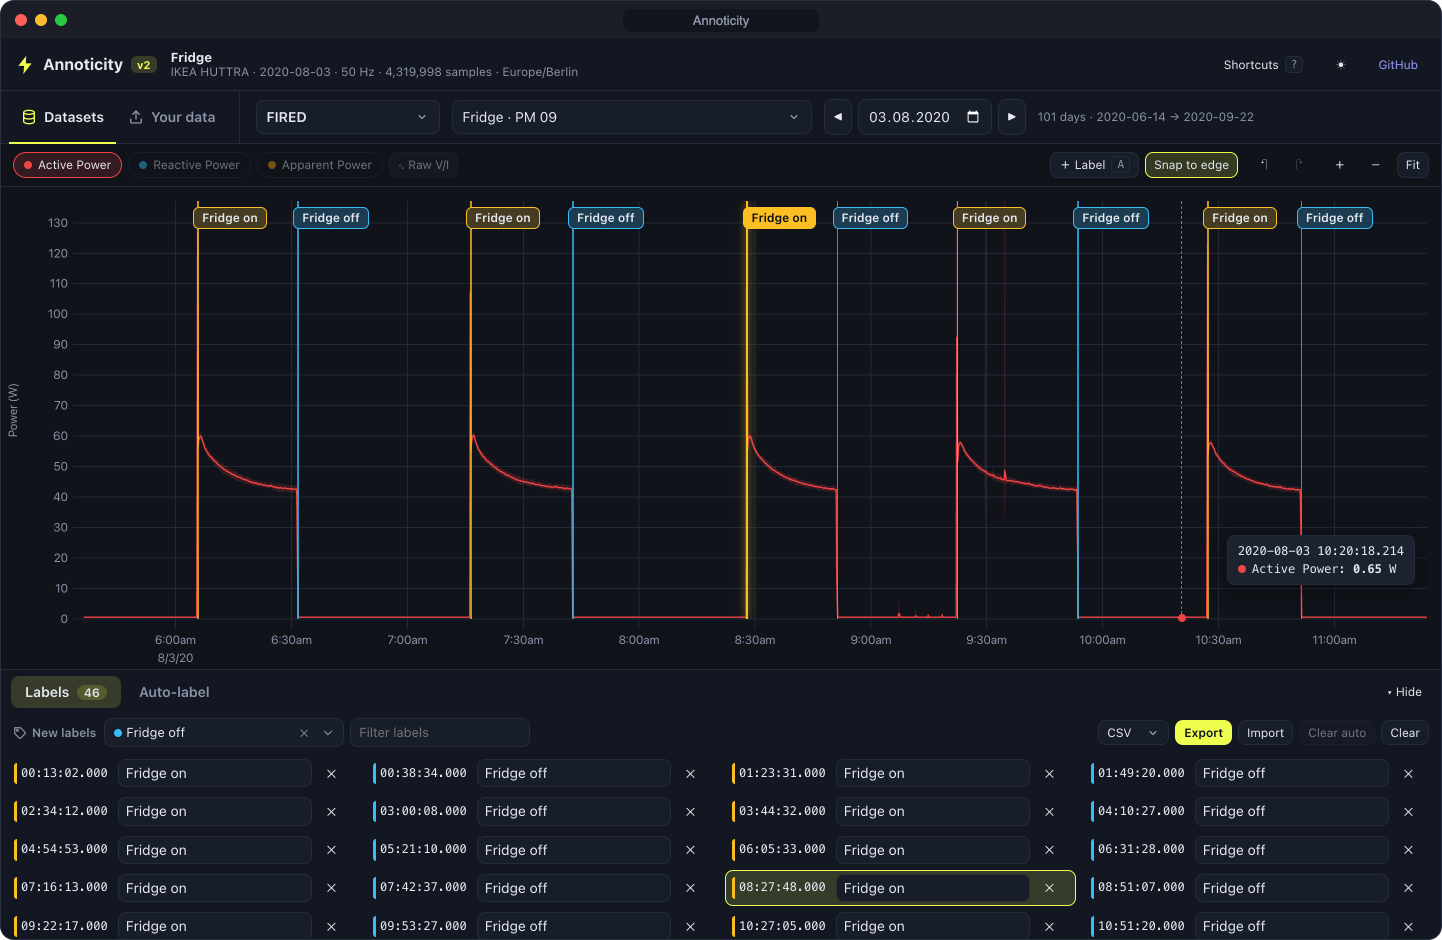 Annoticity
Annoticity v2
Fridge
IKEA HUTTRA · 2020-08-03 · 50 Hz · 4,319,998 samples · Europe/Berlin
Shortcuts ?
GitHub
Datasets
Your data
FIRED
Fridge · PM 09
03.08.2020
101 days · 2020-06-14 → 2020-09-22
Active Power
Reactive Power
Apparent Power
Raw V/I
+ Label A
Snap to edge
+
−
Fit
Fridge on
Fridge off
Fridge on
Fridge off
Fridge on
Fridge off
Fridge on
Fridge off
Fridge on
Fridge off
Power (W)
130
120
110
100
90
80
70
60
50
40
30
20
10
0
2020-08-03 10:20:18.214
Active Power: 0.65 W
6:00am
6:30am
7:00am
7:30am
8:00am
8:30am
9:00am
9:30am
10:00am
10:30am
11:00am
8/3/20
Labels 46
Auto-label
Hide
New labels
Fridge off
Filter labels
CSV
Export
Import
Clear auto
Clear
00:13:02.000 Fridge on
00:38:34.000 Fridge off
01:23:31.000 Fridge on
01:49:20.000 Fridge off
02:34:12.000 Fridge on
03:00:08.000 Fridge off
03:44:32.000 Fridge on
04:10:27.000 Fridge off
04:54:53.000 Fridge on
05:21:10.000 Fridge off
06:05:33.000 Fridge on
06:31:28.000 Fridge off
07:16:13.000 Fridge on
07:42:37.000 Fridge off
08:27:48.000 Fridge on
08:51:07.000 Fridge off
09:22:17.000 Fridge on
09:53:27.000 Fridge off
10:27:05.000 Fridge on
10:51:20.000 Fridge off